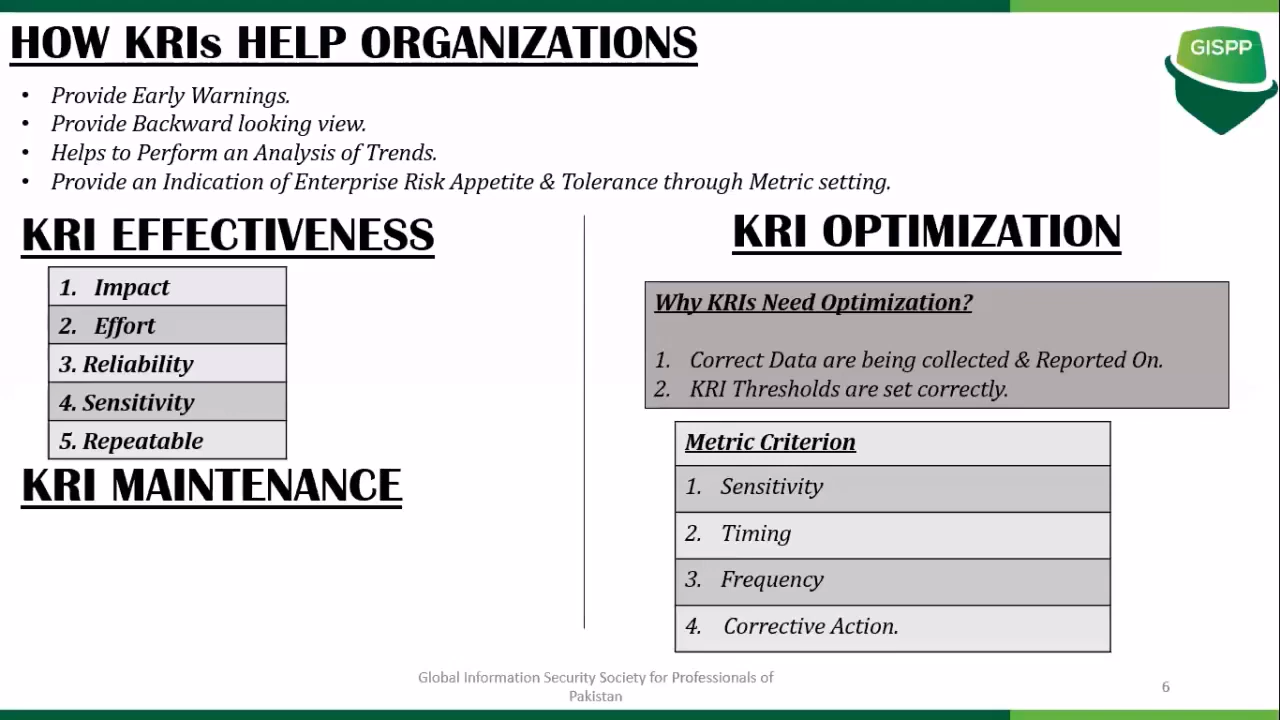 HOW KRIs HELP ORGANIZATIONS
GISPP
• Provide Early Warnings.
• Provide Backward looking view.
• Helps to Perform an Analysis of Trends.
• Provide an Indication of Enterprise Risk Appetite & Tolerance through Metric setting.
KRI EFFECTIVENESS
1. Impact
2. Effort
3. Reliability
4. Sensitivity
5. Repeatable
KRI MAINTENANCE
KRI OPTIMIZATION
Why KRIs Need Optimization?
1. Correct Data are being collected & Reported On.
2. KRI Thresholds are set correctly.
Metric Criterion
1. Sensitivity
2. Timing
3. Frequency
4. Corrective Action.
Global Information Security Society for Professionals of
Pakistan
6